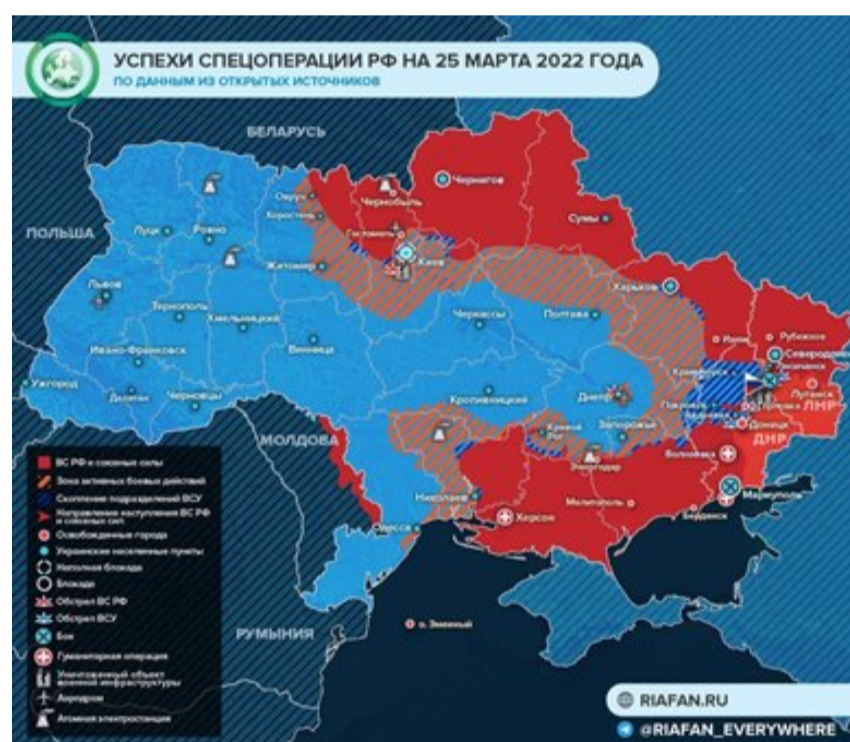 УСПЕХИ СПЕЦОПЕРАЦИИ РФ НА 25 МАРТА 2022 ГОДА
ПО ДАННЫМ ИЗ ОТКРЫТЫХ ИСТОЧНИКОВ
БЕЛАРУСЬ
Чернигов
Овруч
Чернобыль
Коростень
Сумы
Гостомель
ПОЛЬША
Луцк
Ровно
Киев
Житомир
Харьков
Львов
Тернополь
Хмельницкий
Черкассы
Полтава
Изюм
Рубежное
Винница
Ивано-Франковск
Краматорск
Ужгород
Делятин
Черновцы
Кропивницкий
Днепр
Луганск
ЛНР
Покровск
Горловка
МОЛДОВА
Кривой
Рог
Запорожье
Донецк
ДНР
Волноваха
Энергодар
Николаев
Мелитополь
Мариуполь
Херсон
Бердянск
Одесса
ВС РФ и союзные силы
Зона активных боевых действий
Скопление подразделений ВСУ
Направление наступления ВС РФ
и союзных сил
Освобожденные города
Украинские населенные пункты
Неполная блокада
Блокада
Обстрел ВС РФ
Обстрел ВСУ
Бои
Гуманитарная операция
Уничтоженный объект
военной инфраструктуры
Аэродром
Атомная электростанция
РУМЫНИЯ
о. Змеиный
RIAFAN.RU
@RIAFAN_EVERYWHERE